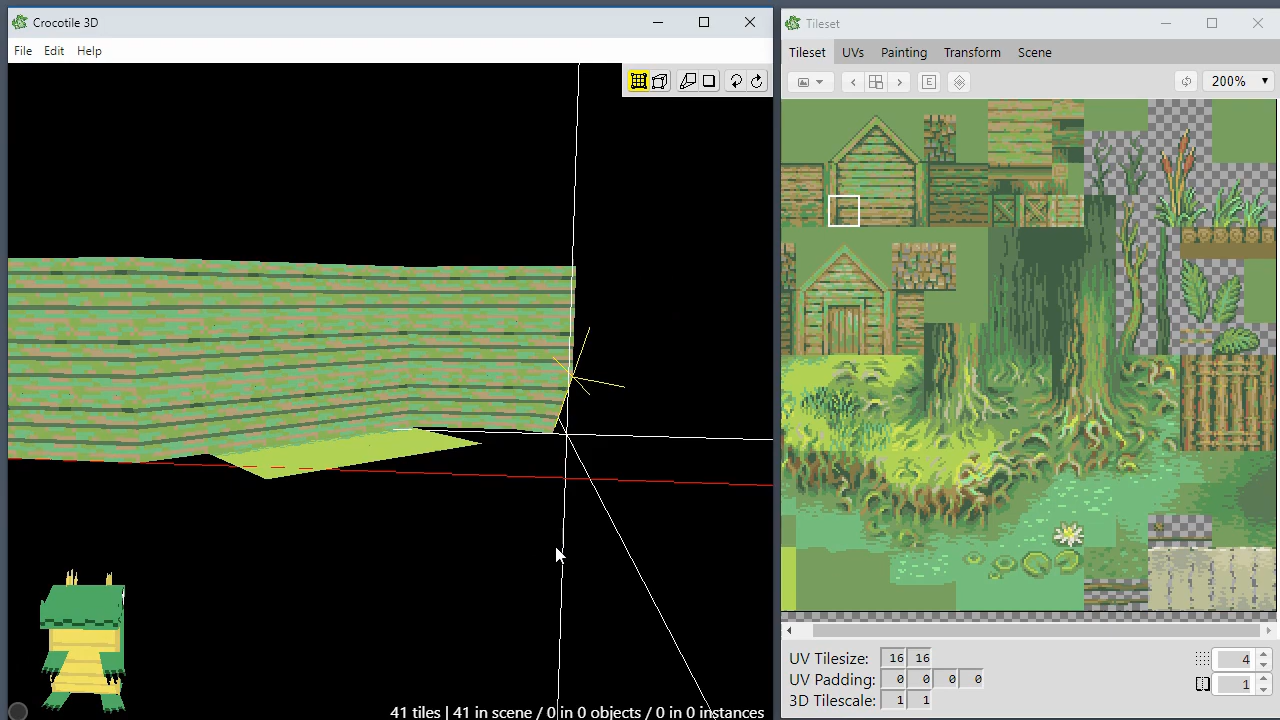 Crocotile 3D
File Edit Help
41 tiles | 41 in scene / 0 in 0 objects / 0 in 0 instances
Tileset
Tileset UVs Painting Transform Scene
E 200%
UV Tilesize: 16 16 4
UV Padding: 0 0 0 0 1
3D Tilescale: 1 1